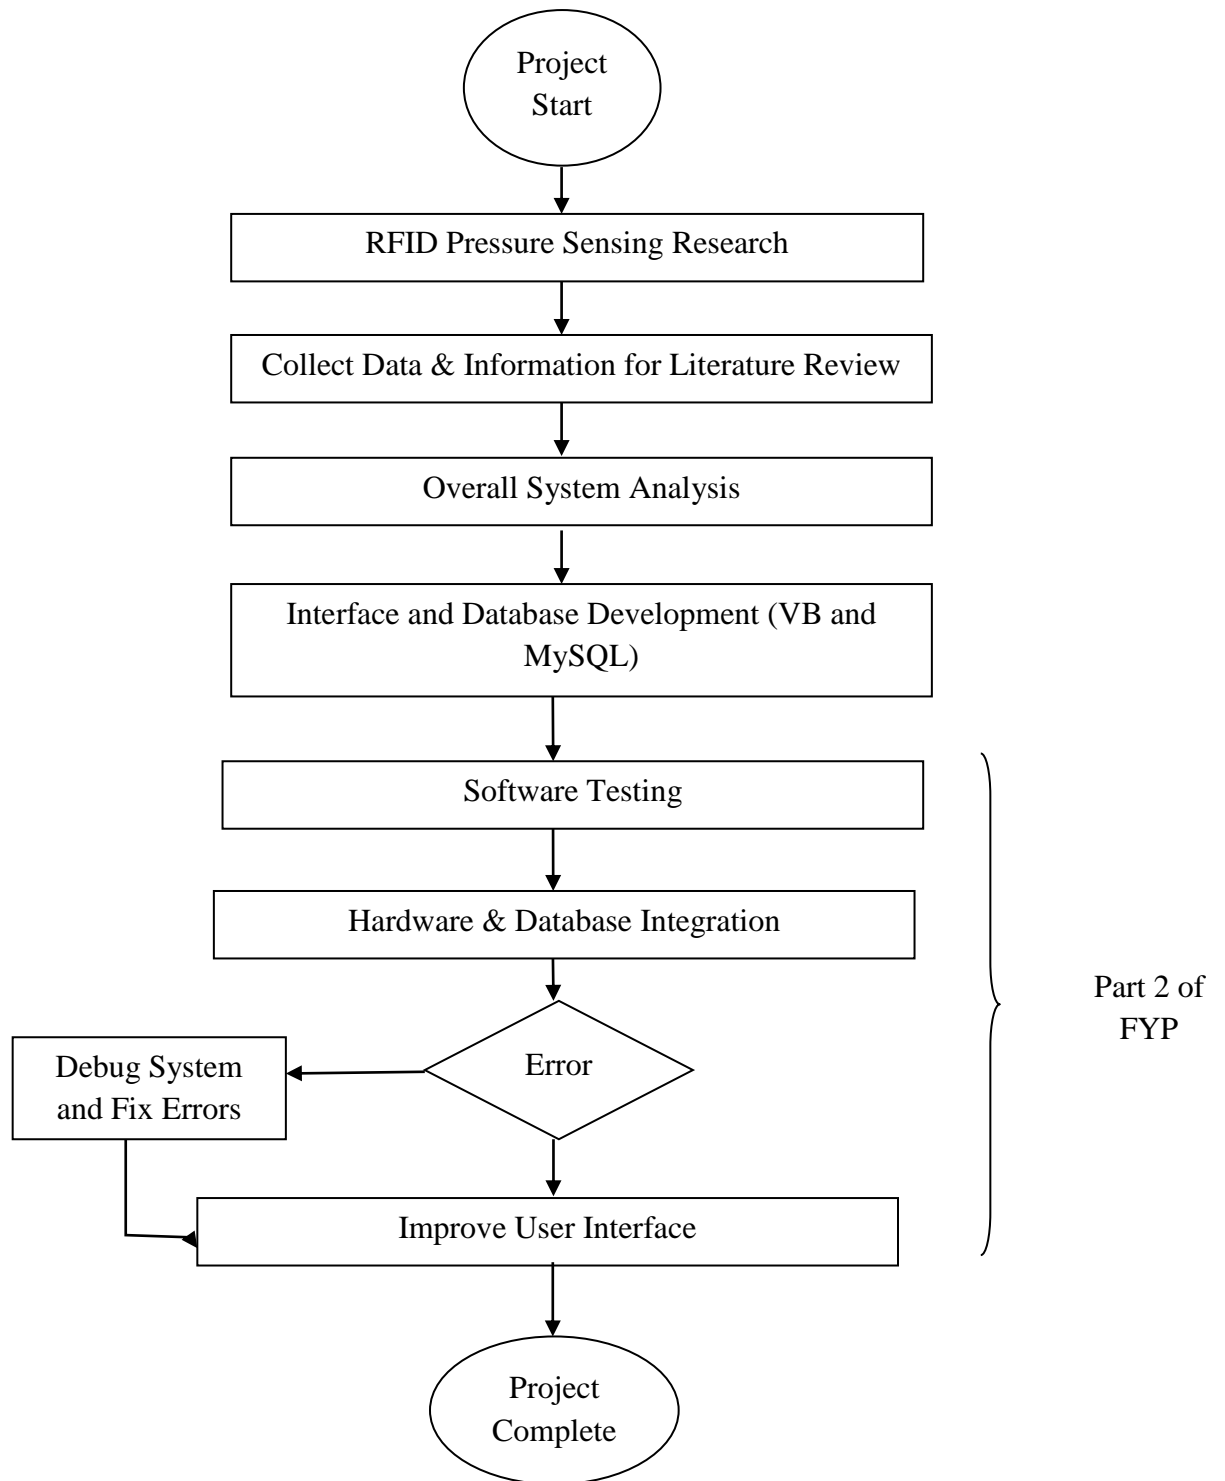 Project
Start
RFID Pressure Sensing Research
Collect Data & Information for Literature Review
Overall System Analysis
Interface and Database Development (VB and
MySQL)
Software Testing
Hardware & Database Integration
Part 2 of
FYP
Error
Debug System
and Fix Errors
Improve User Interface
Project
Complete